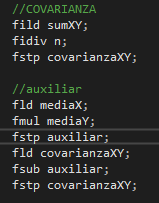 //COVARIANZA
fild sumXY;
fidiv n;
fstp covarianzaXY;
//auxiliar
fld mediaX;
fmul mediaY;
fstp auxiliar;
fld covarianzaXY;
fsub auxiliar;
fstp covarianzaXY;